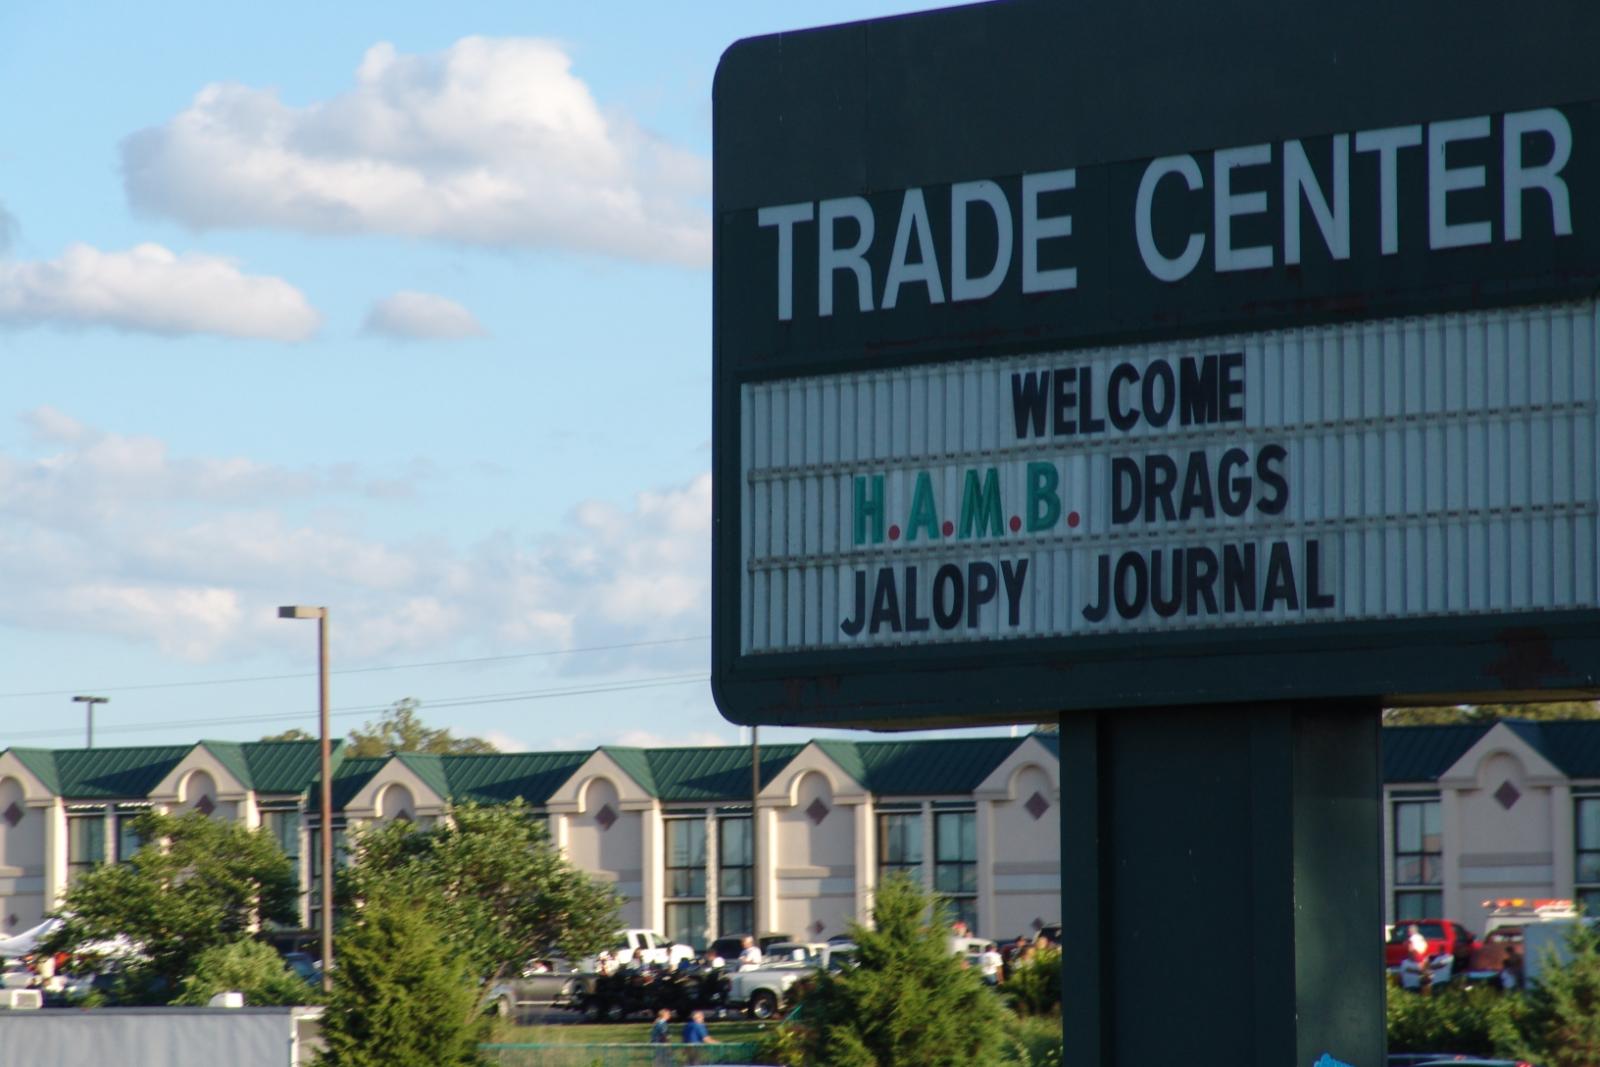 TRADE CENTER
WELCOME
H.A.M.B. DRAGS
JALOPY JOURNAL